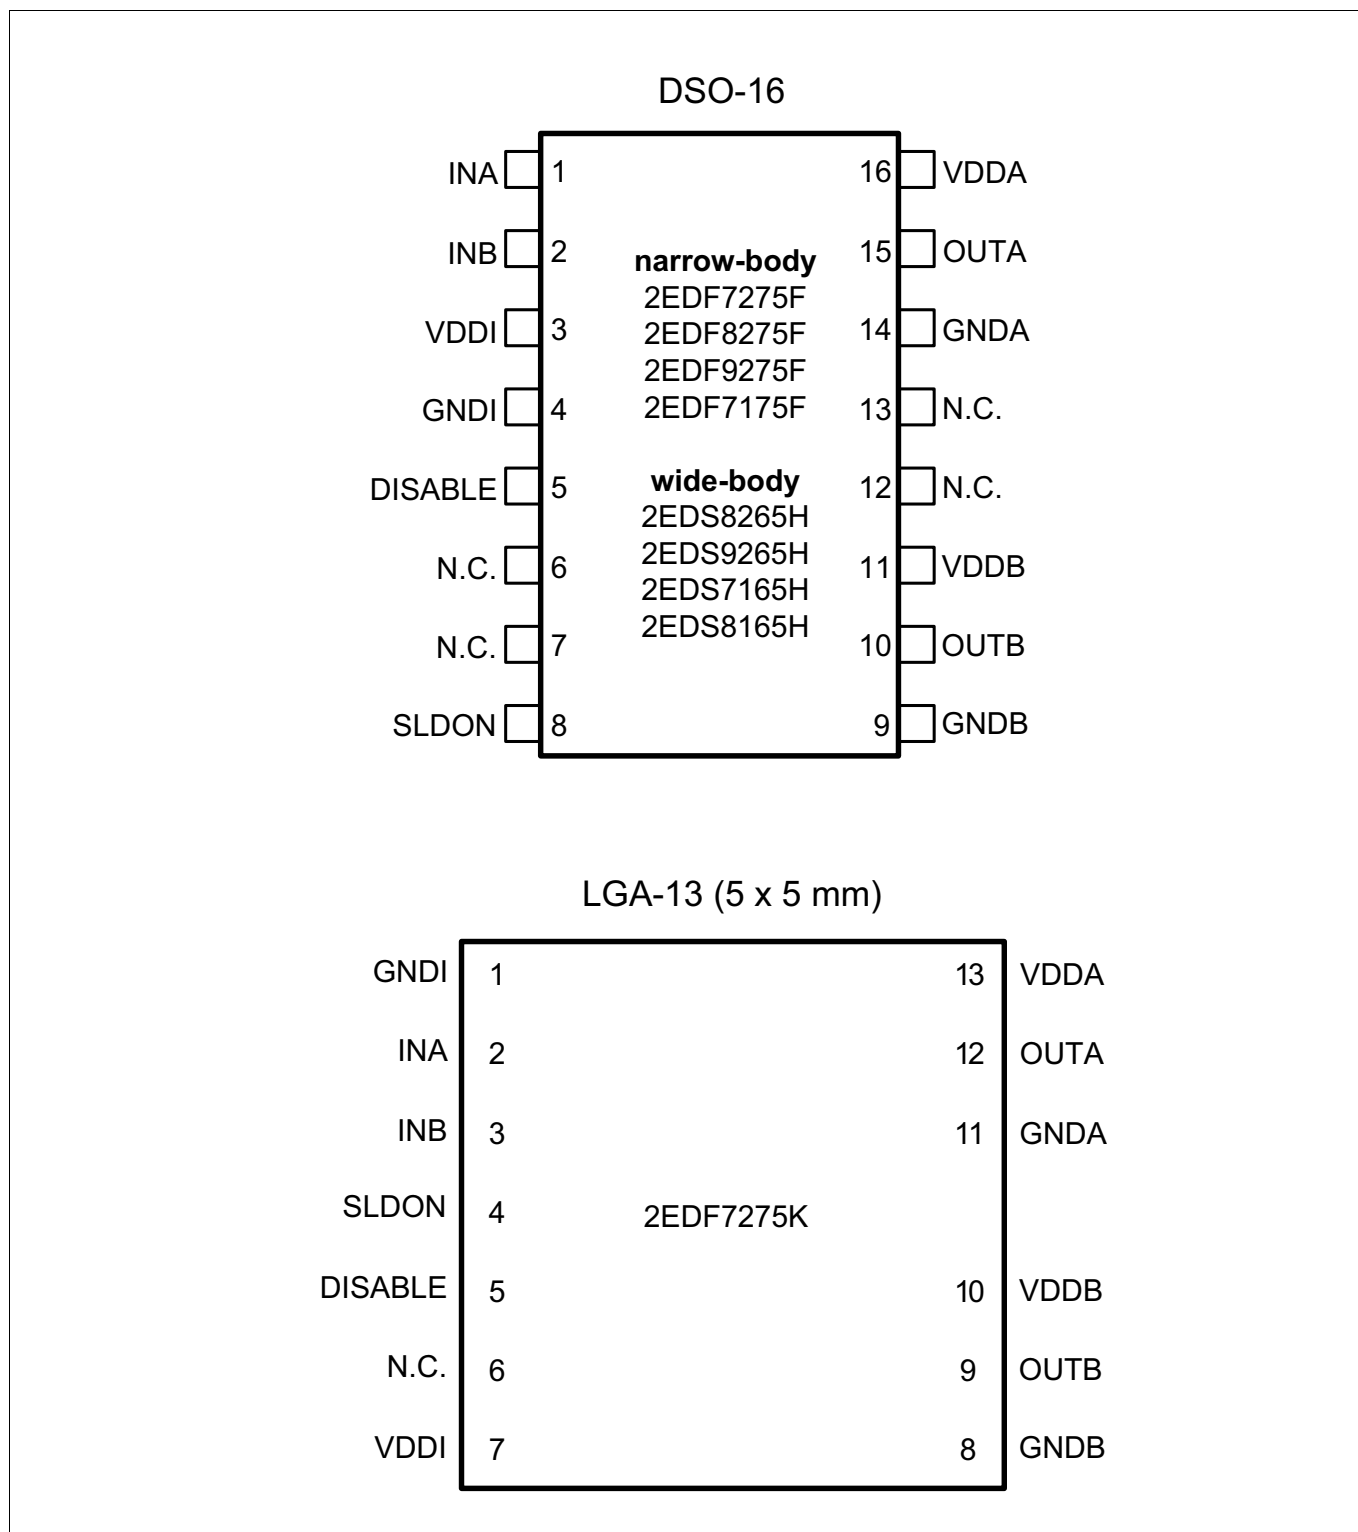 DSO-16
INA 1 16 VDDA
INB 2 15 OUTA
narrow-body
2EDF7275F
VDDI 3 14 GNDA
2EDF8275F
2EDF9275F
GNDI 4 13 N.C.
2EDF7175F
DISABLE 5 12 N.C.
wide-body
2EDS8265H
2EDS9265H
N.C. 6 11 VDDB
2EDS7165H
2EDS8165H
N.C. 7 10 OUTB
SLDON 8 9 GNDB
LGA-13 (5 x 5 mm)
GNDI 1 13 VDDA
INA 2 12 OUTA
INB 3 11 GNDA
SLDON 4 2EDF7275K
DISABLE 5 10 VDDB
N.C. 6 9 OUTB
VDDI 7 8 GNDB